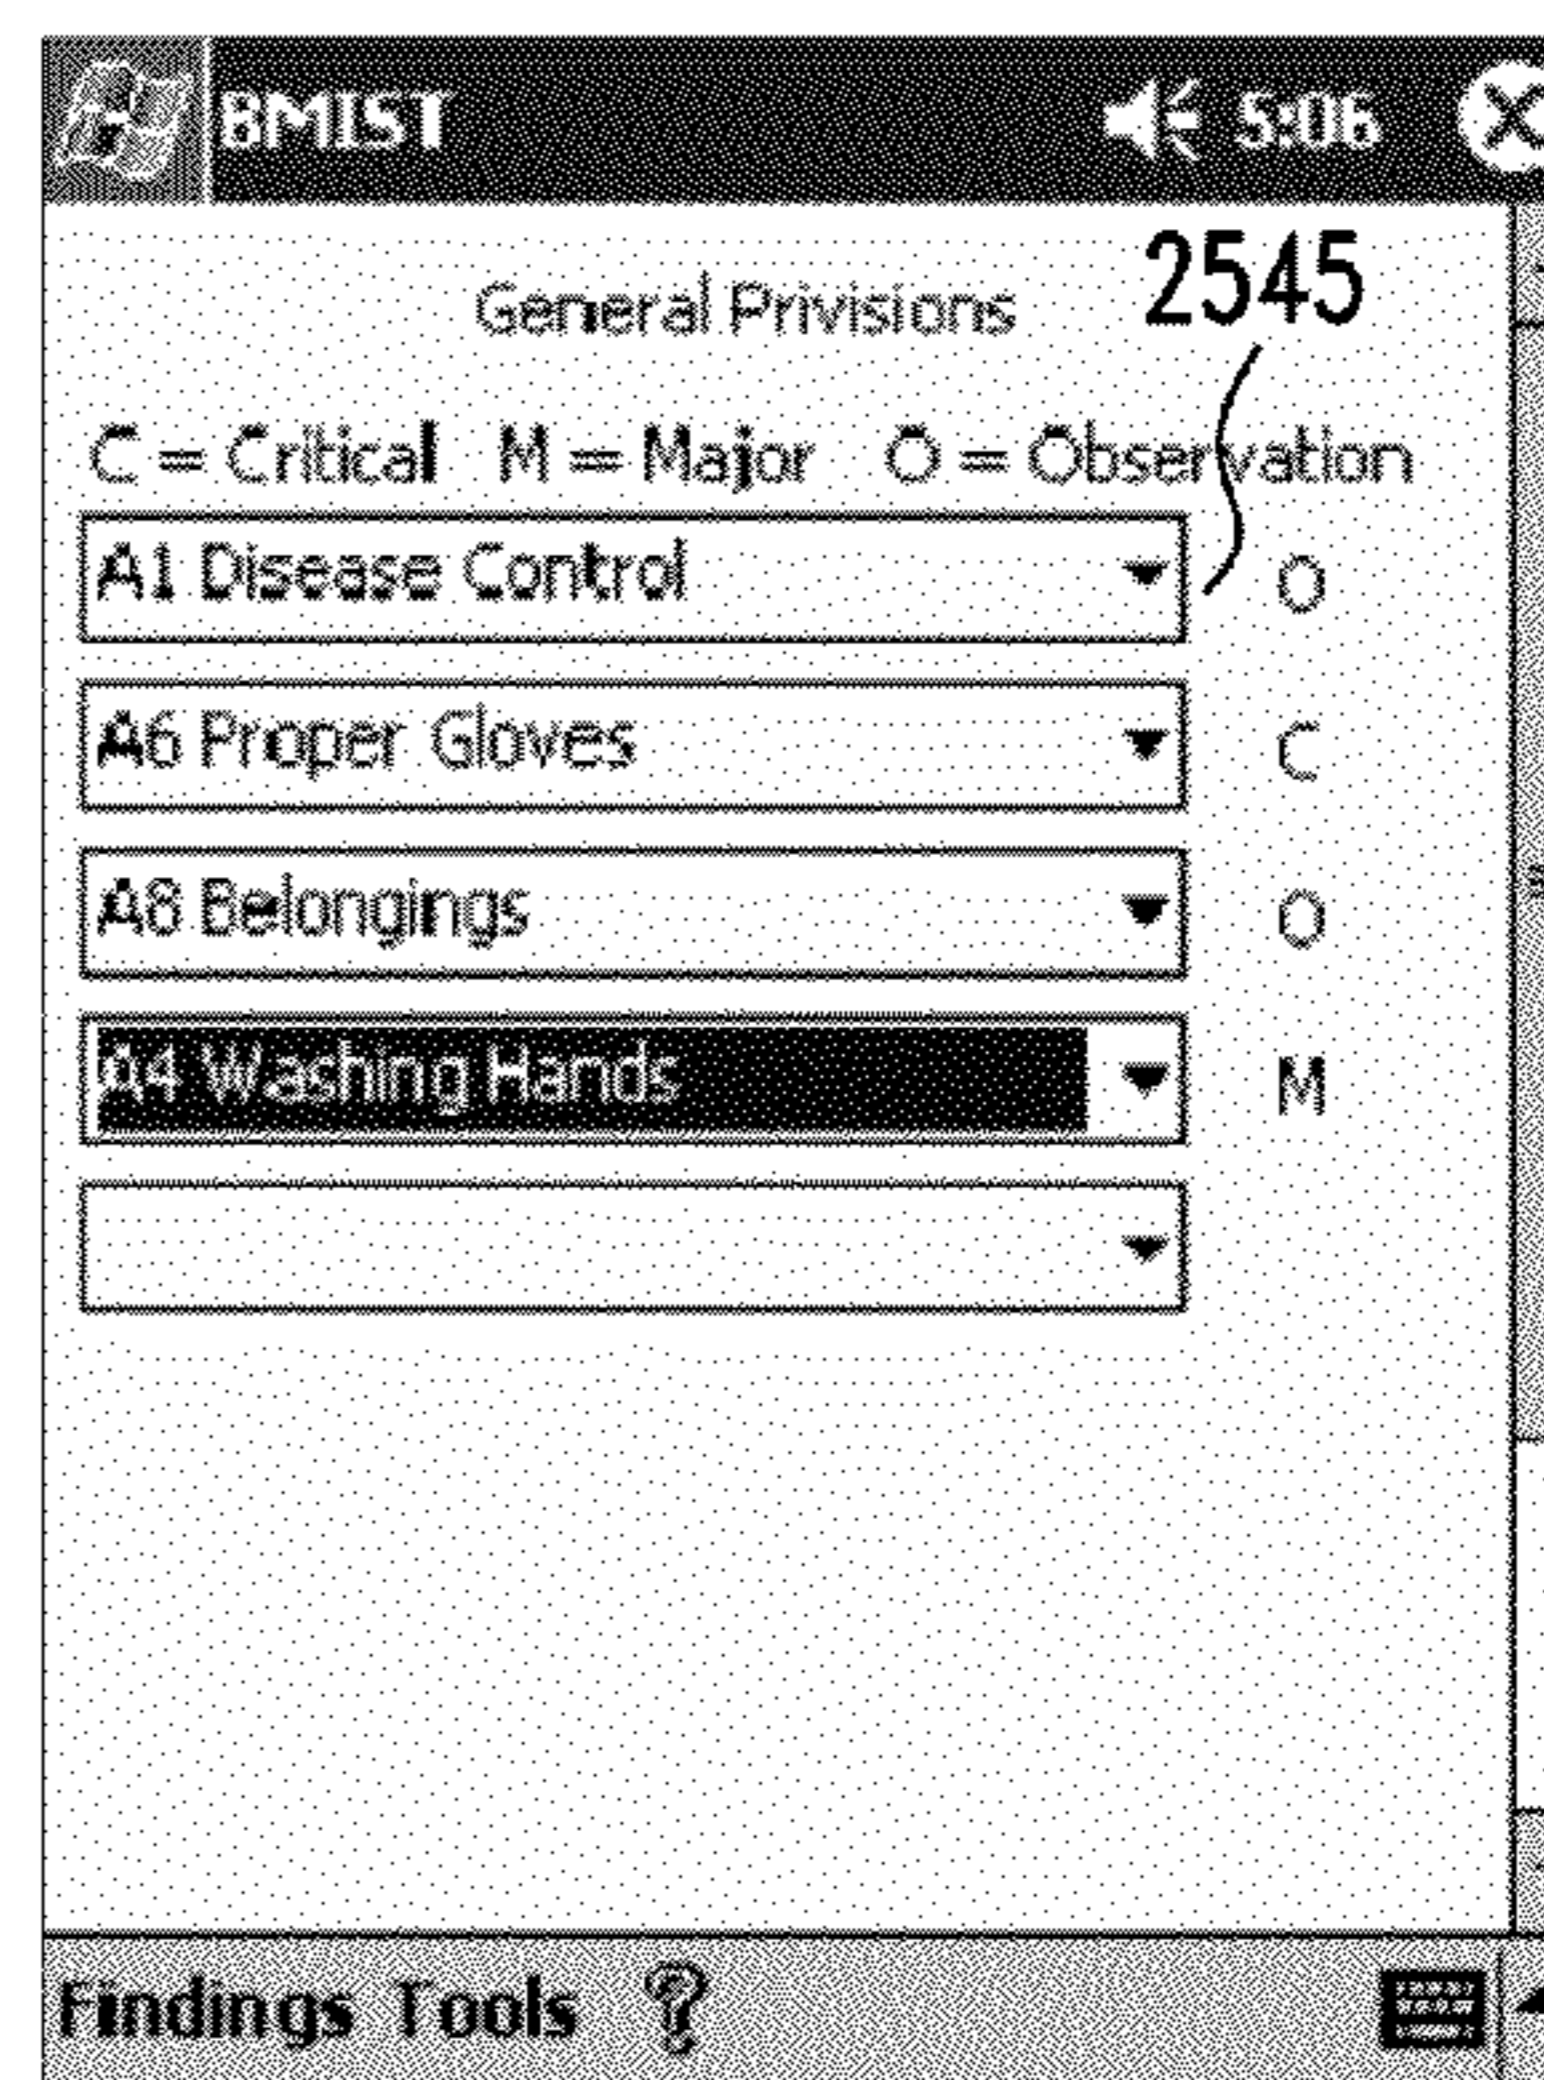 BMIST 5:06
2545
General Privisions
C = Critical M = Major O = Observation
A1 Disease Control O
A6 Proper Gloves C
A8 Belongings O
A4 Washing Hands M
Findings Tools ?